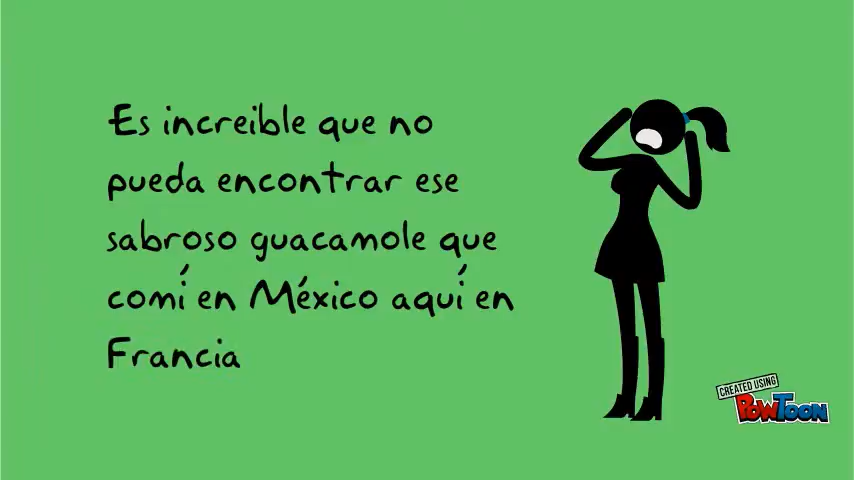 Es increible que no
pueda encontrar ese
sabroso guacamole que
comí en México aquí en
Francia
CREATED USING
POWTOON